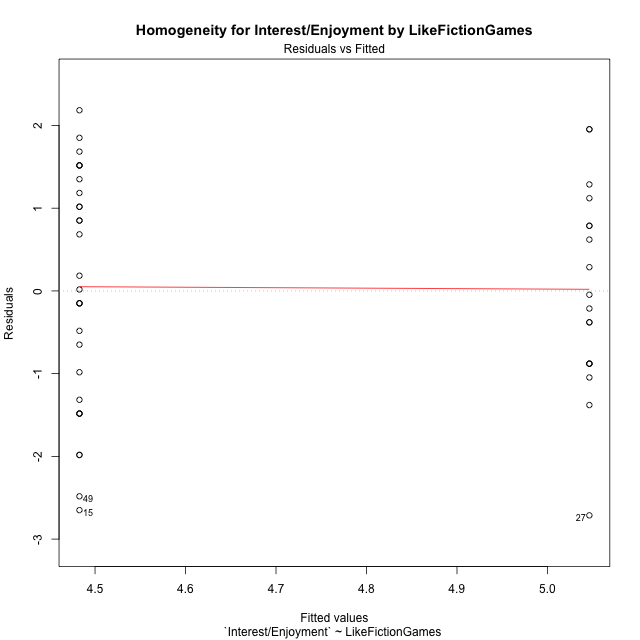 Homogeneity for Interest/Enjoyment by LikeFictionGames
Residuals vs Fitted
Residuals
2
1
0
-1
-2
-3
49
15
27
4.5 4.6 4.7 4.8 4.9 5.0
Fitted values
`Interest/Enjoyment` ~ LikeFictionGames